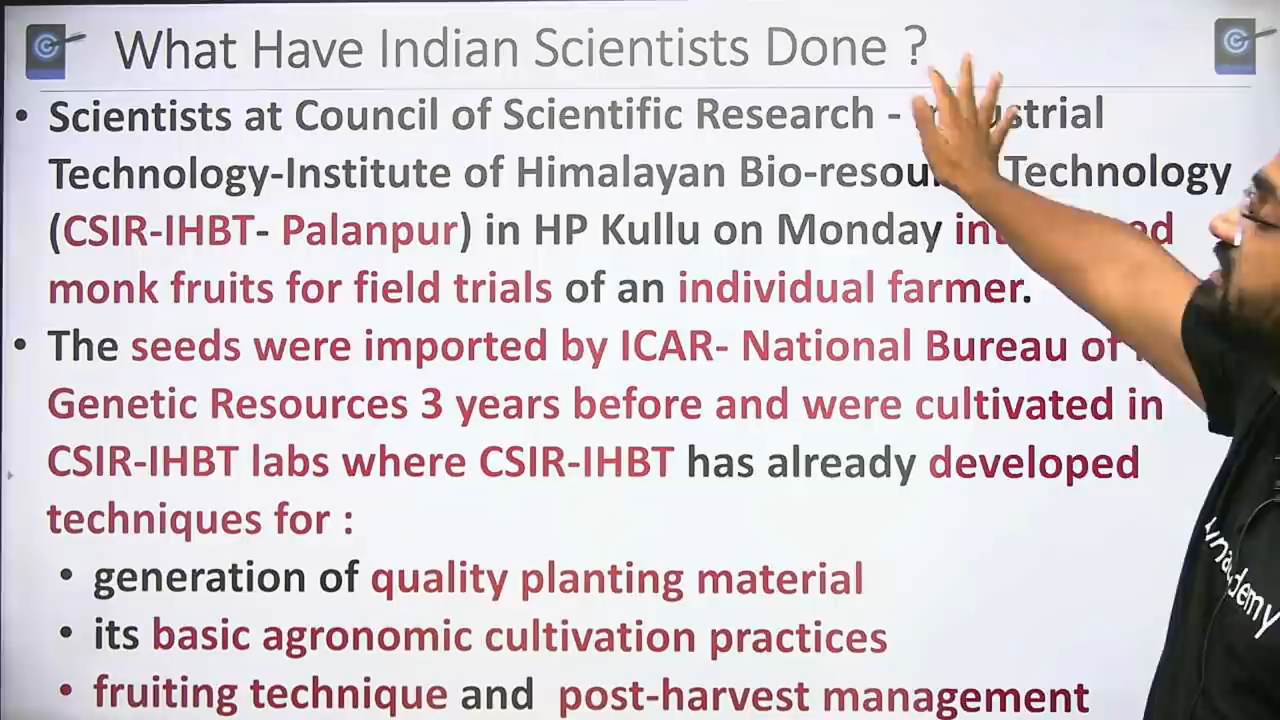 What Have Indian Scientists Done ?
• Scientists at Council of Scientific Research - Industrial
Technology-Institute of Himalayan Bio-resource Technology
(CSIR-IHBT- Palanpur) in HP Kullu on Monday introduced
monk fruits for field trials of an individual farmer.
• The seeds were imported by ICAR- National Bureau of
Genetic Resources 3 years before and were cultivated in
CSIR-IHBT labs where CSIR-IHBT has already developed
techniques for :
• generation of quality planting material
• its basic agronomic cultivation practices
• fruiting technique and post-harvest management
unacademy